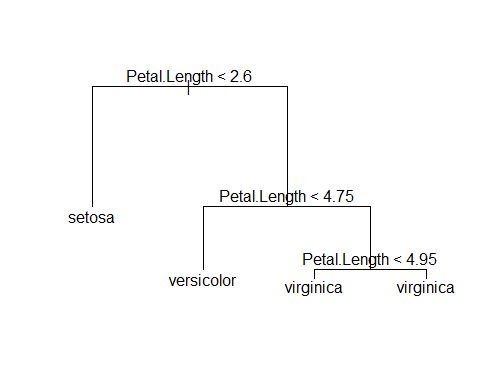 Petal.Length < 2.6
Petal.Length < 4.75
setosa
Petal.Length < 4.95
versicolor
virginica
virginica